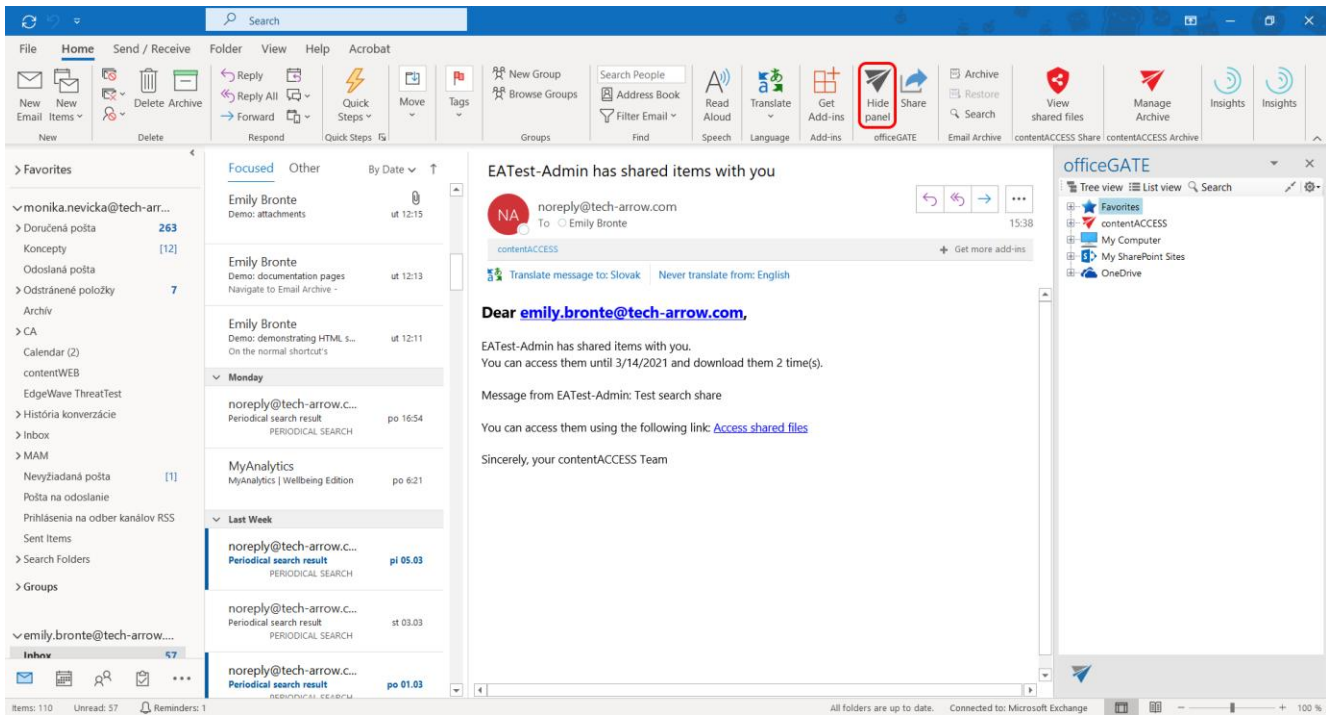 Search
File Home Send / Receive Folder View Help Acrobat
New Email
New Items
Delete
Archive
Reply
Reply All
Forward
Quick Steps
Move
Tags
New Group
Browse Groups
Search People
Address Book
Filter Email
Read Aloud
Translate
Get Add-ins
Hide panel
Share
Archive
Restore
Search
View shared files
Manage Archive
Insights
Insights
New Delete Respond Quick Steps Groups Find Speech Language Add-ins officeGATE Email Archive contentACCESS Share contentACCESS Archive
Favorites
monika.nevicka@tech-arr...
Doručená pošta 263
Koncepty [12]
Odoslaná pošta
Odstránené položky 7
Archív
CA
Calendar (2)
contentWEB
EdgeWave ThreatTest
História konverzácie
Inbox
MAM
Nevyžiadaná pošta [1]
Pošta na odoslanie
Prihlásenia na odber kanálov RSS
Sent Items
Search Folders
Groups
emily.bronte@tech-arrow....
Inbox 57
Focused Other By Date
Emily Bronte
Demo: attachments ut 12:15
Emily Bronte
Demo: documentation pages ut 12:13
Navigate to Email Archive -
Emily Bronte
Demo: demonstrating HTML s... ut 12:11
On the normal shortcut's
Monday
noreply@tech-arrow.c...
Periodical search result po 16:54
PERIODICAL SEARCH
MyAnalytics
MyAnalytics | Wellbeing Edition po 6:21
Last Week
noreply@tech-arrow.c...
Periodical search result pi 05.03
PERIODICAL SEARCH
noreply@tech-arrow.c...
Periodical search result st 03.03
PERIODICAL SEARCH
noreply@tech-arrow.c...
Periodical search result po 01.03
PERIODICAL SEARCH
EATest-Admin has shared items with you
NA
noreply@tech-arrow.com
To Emily Bronte 15:38
contentACCESS + Get more add-ins
Translate message to: Slovak Never translate from: English
Dear emily.bronte@tech-arrow.com,
EATest-Admin has shared items with you.
You can access them until 3/14/2021 and download them 2 time(s).
Message from EATest-Admin: Test search share
You can access them using the following link: Access shared files
Sincerely, your contentACCESS Team
officeGATE
Tree view List view Search
Favorites
contentACCESS
My Computer
My SharePoint Sites
OneDrive
Items: 110 Unread: 57 Reminders: 1 All folders are up to date. Connected to: Microsoft Exchange 100 %